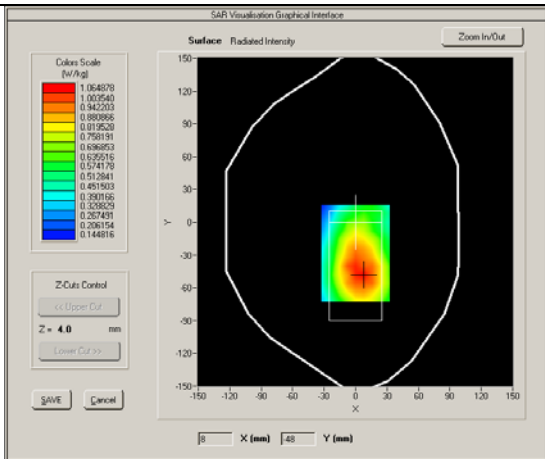 SAR Visualisation Graphical Interface
Surface Radiated Intensity
Zoom In/Out
Colors Scale
(W/kg)
1.064878
1.003540
0.942203
0.880866
0.819528
0.758191
0.696853
0.635516
0.574178
0.512841
0.451503
0.390166
0.328829
0.267491
0.206154
0.144816
Z-Cuts Control
<< Upper Cut
Z = 4.0 mm
Lower Cut >>
SAVE
Cancel
150-
120-
90-
60-
30-
0-
-30-
-60-
-90-
-120-
-150-
Y
-150 -120 -90 -60 -30 0 30 60 90 120 150
X
8 X (mm) -48 Y (mm)